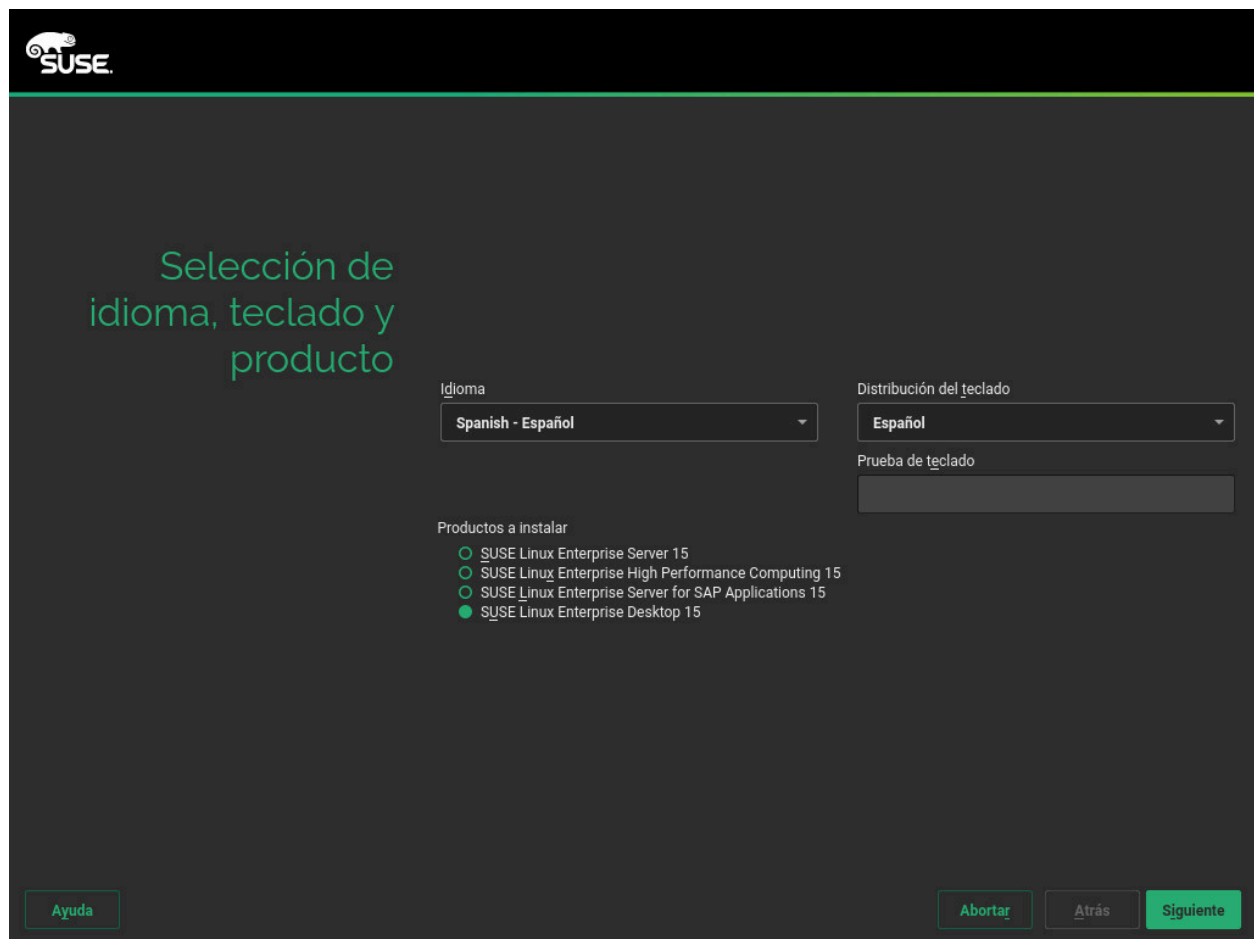 SUSE.
Selección de
idioma, teclado y
producto
Idioma
Distribución del teclado
Spanish - Español
Español
Prueba de teclado
Productos a instalar
SUSE Linux Enterprise Server 15
SUSE Linux Enterprise High Performance Computing 15
SUSE Linux Enterprise Server for SAP Applications 15
SUSE Linux Enterprise Desktop 15
Ayuda
Abortar
Atrás
Siguiente